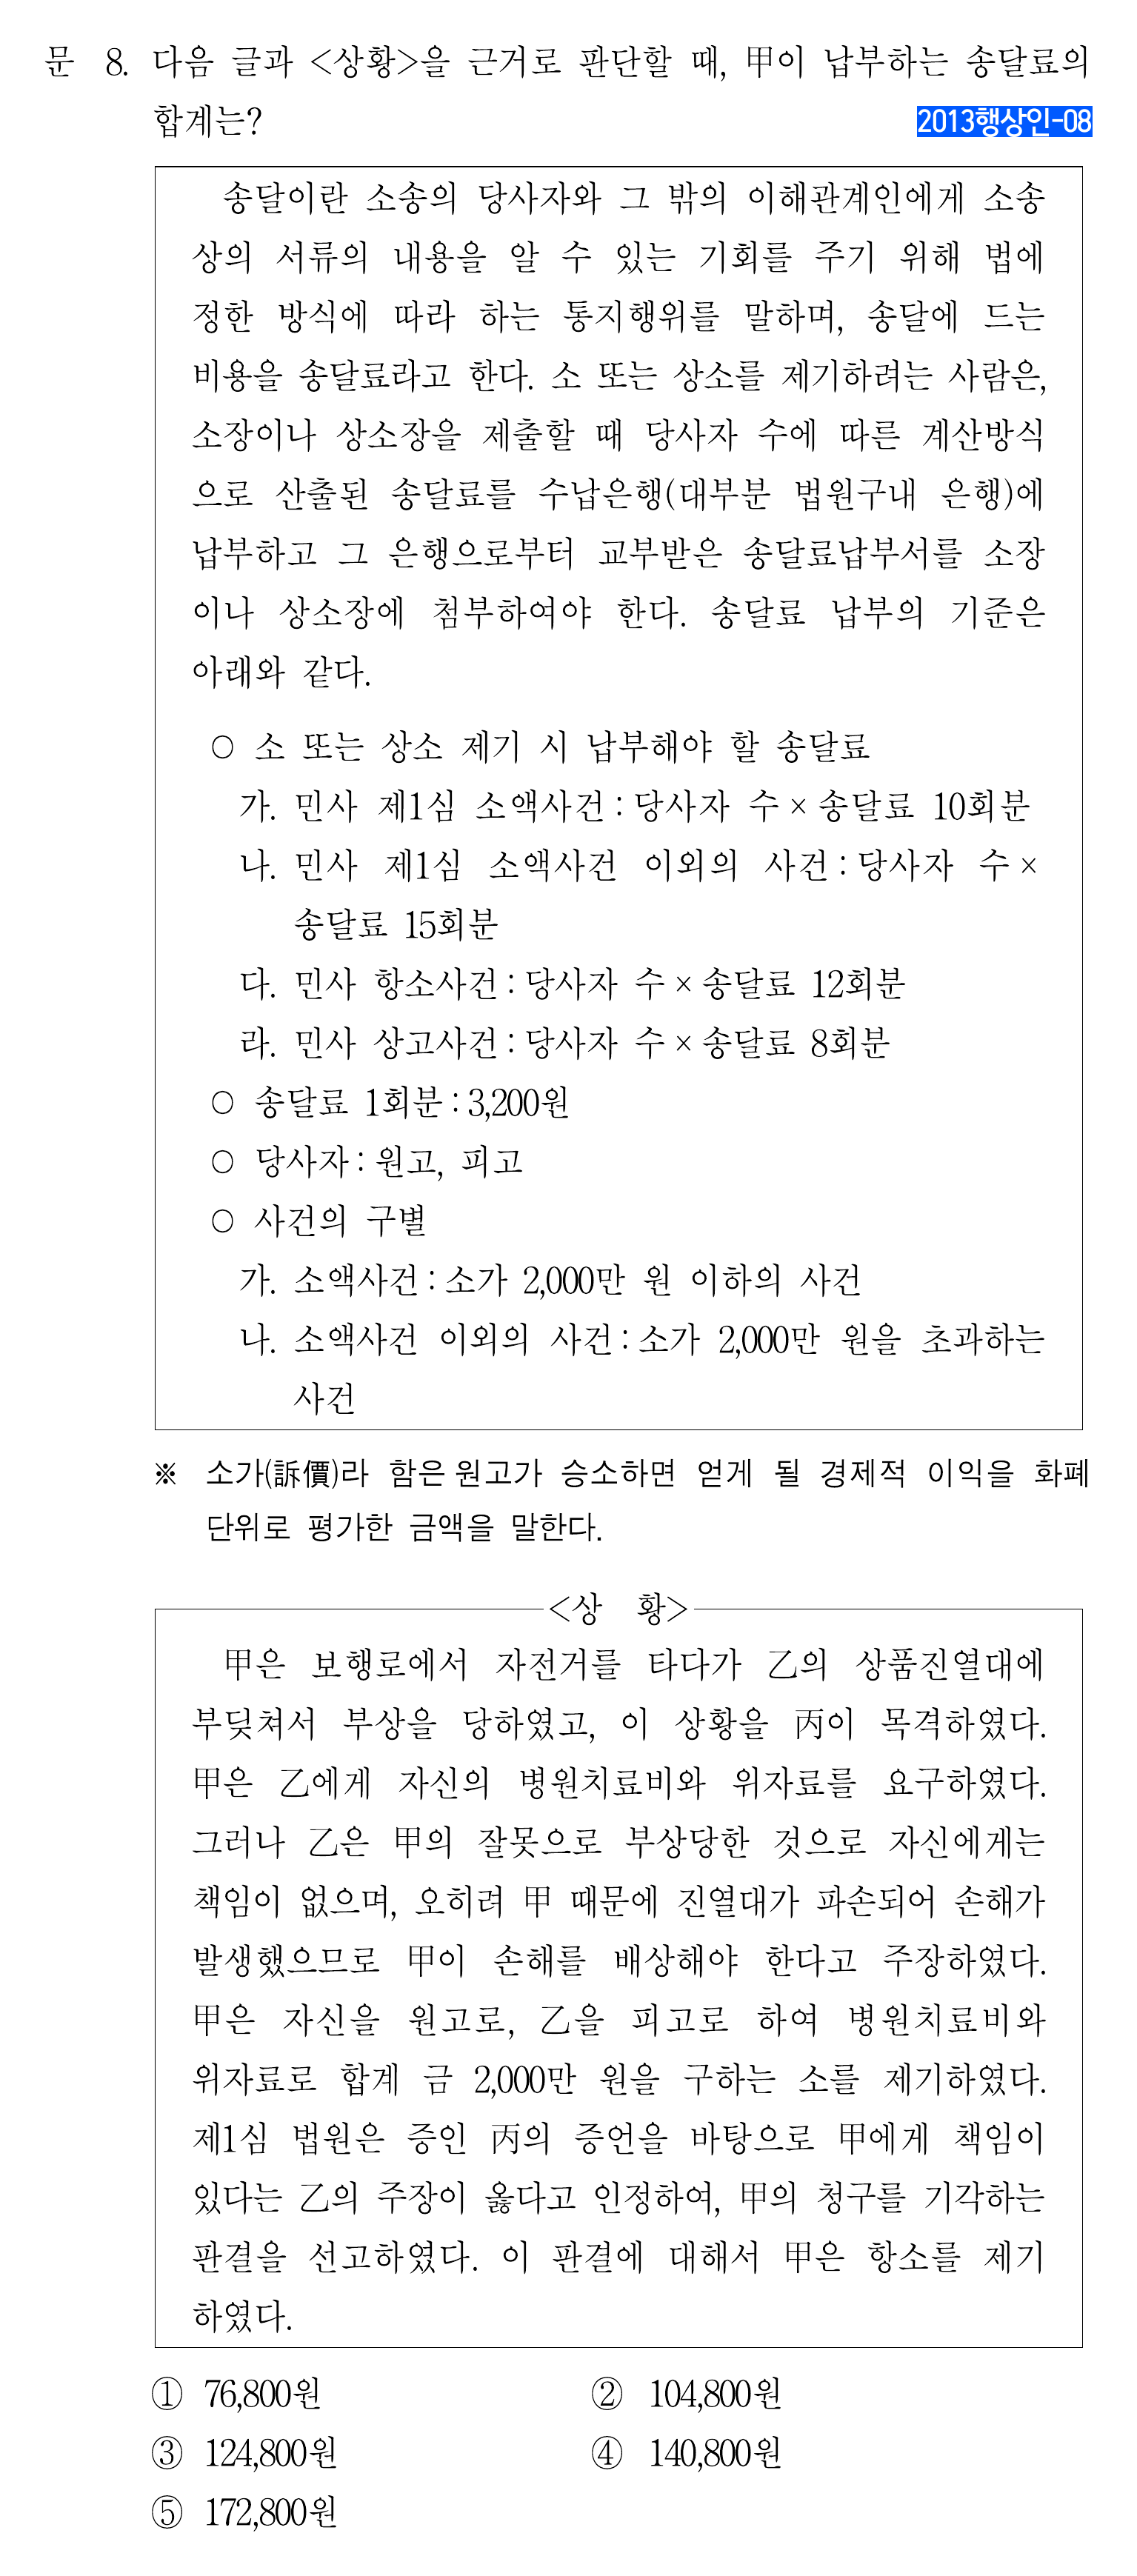 문 8. 다음 글과 <상황>을 근거로 판단할 때, 甲이 납부하는 송달료의
합계는?
2013행상인-08
송달이란 소송의 당사자와 그 밖의 이해관계인에게 소송
상의 서류의 내용을 알 수 있는 기회를 주기 위해 법에
정한 방식에 따라 하는 통지행위를 말하며, 송달에 드는
비용을 송달료라고 한다. 소 또는 상소를 제기하려는 사람은,
소장이나 상소장을 제출할 때 당사자 수에 따른 계산방식
으로 산출된 송달료를 수납은행(대부분 법원구내 은행)에
납부하고 그 은행으로부터 교부받은 송달료납부서를 소장
이나 상소장에 첨부하여야 한다. 송달료 납부의 기준은
아래와 같다.
○ 소 또는 상소 제기 시 납부해야 할 송달료
가. 민사 제1심 소액사건 : 당사자 수 × 송달료 10회분
나. 민사 제1심 소액사건 이외의 사건 : 당사자 수 ×
송달료 15회분
다. 민사 항소사건 : 당사자 수 × 송달료 12회분
라. 민사 상고사건 : 당사자 수 × 송달료 8회분
○ 송달료 1회분 : 3,200원
○ 당사자 : 원고, 피고
○ 사건의 구별
가. 소액사건 : 소가 2,000만 원 이하의 사건
나. 소액사건 이외의 사건 : 소가 2,000만 원을 초과하는
사건
※ 소가(訴價)라 함은 원고가 승소하면 얻게 될 경제적 이익을 화폐
단위로 평가한 금액을 말한다.
<상 황>
甲은 보행로에서 자전거를 타다가 乙의 상품진열대에
부딪쳐서 부상을 당하였고, 이 상황을 丙이 목격하였다.
甲은 乙에게 자신의 병원치료비와 위자료를 요구하였다.
그러나 乙은 甲의 잘못으로 부상당한 것으로 자신에게는
책임이 없으며, 오히려 甲 때문에 진열대가 파손되어 손해가
발생했으므로 甲이 손해를 배상해야 한다고 주장하였다.
甲은 자신을 원고로, 乙을 피고로 하여 병원치료비와
위자료로 합계 금 2,000만 원을 구하는 소를 제기하였다.
제1심 법원은 증인 丙의 증언을 바탕으로 甲에게 책임이
있다는 乙의 주장이 옳다고 인정하여, 甲의 청구를 기각하는
판결을 선고하였다. 이 판결에 대해서 甲은 항소를 제기
하였다.
① 76,800원 ② 104,800원
③ 124,800원 ④ 140,800원
⑤ 172,800원